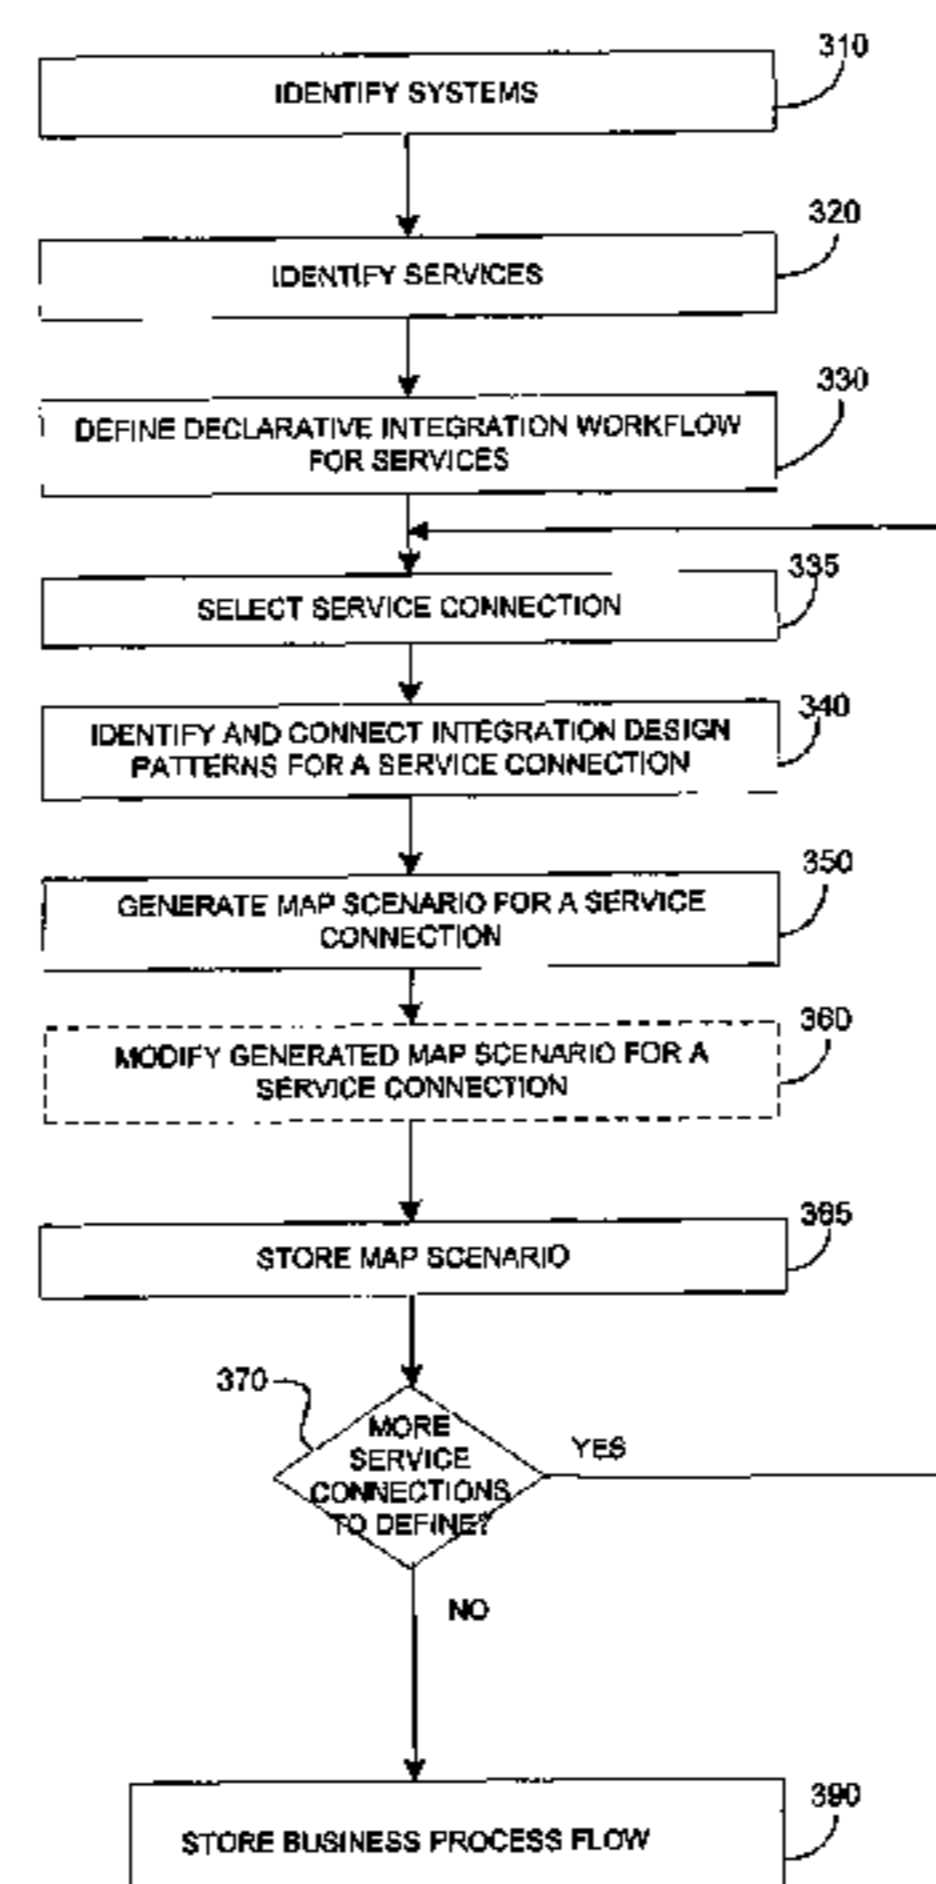 310
IDENTIFY SYSTEMS
320
IDENTIFY SERVICES
330
DEFINE DECLARATIVE INTEGRATION WORKFLOW
FOR SERVICES
335
SELECT SERVICE CONNECTION
340
IDENTIFY AND CONNECT INTEGRATION DESIGN
PATTERNS FOR A SERVICE CONNECTION
350
GENERATE MAP SCENARIO FOR A SERVICE
CONNECTION
360
MODIFY GENERATED MAP SCENARIO FOR A
SERVICE CONNECTION
365
STORE MAP SCENARIO
370
MORE
SERVICE
CONNECTIONS
TO DEFINE?
YES
NO
390
STORE BUSINESS PROCESS FLOW